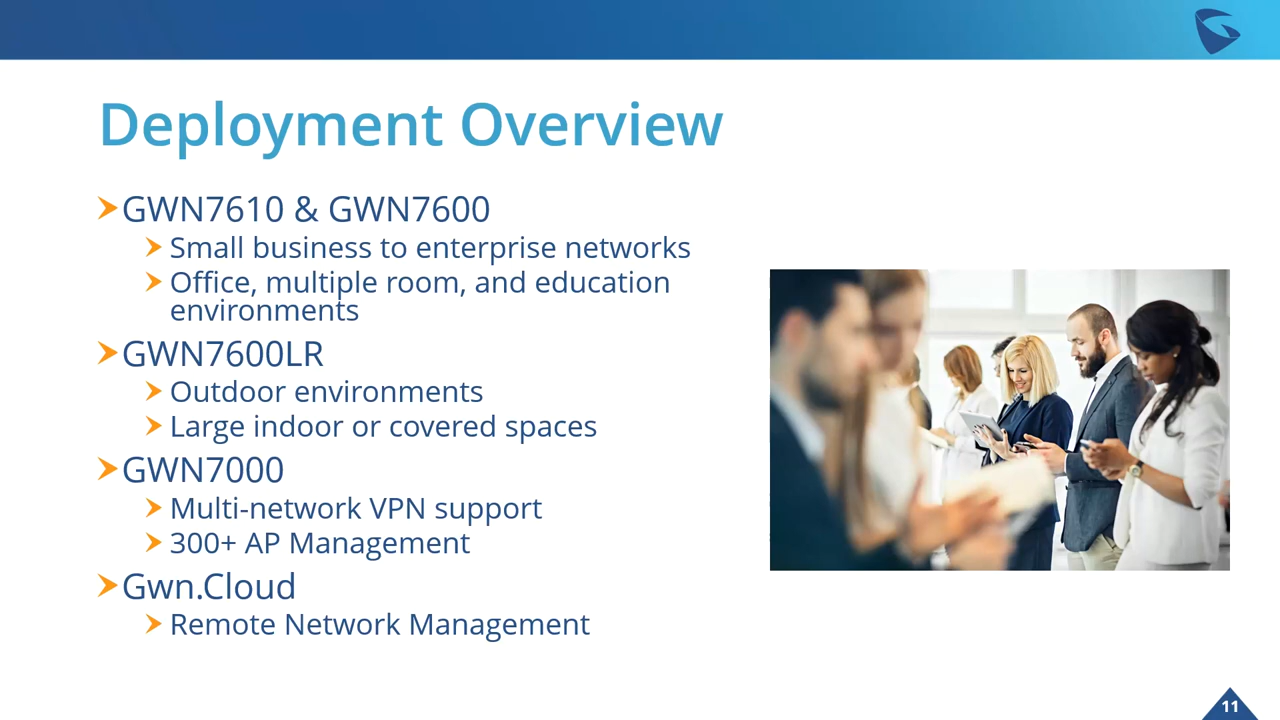 Deployment Overview
GWN7610 & GWN7600
Small business to enterprise networks
Office, multiple room, and education
environments
GWN7600LR
Outdoor environments
Large indoor or covered spaces
GWN7000
Multi-network VPN support
300+ AP Management
Gwn.Cloud
Remote Network Management
11